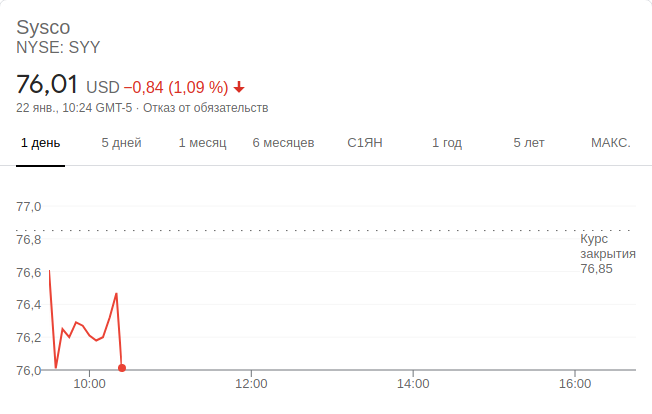 Sysco
NYSE: SYY
76,01 USD −0,84 (1,09 %)
22 янв., 10:24 GMT-5 · Отказ от обязательств
1 день 5 дней 1 месяц 6 месяцев С1ЯН 1 год 5 лет МАКС.
77,0
76,8
76,6
76,4
76,2
76,0
Курс
закрытия
76,85
10:00 12:00 14:00 16:00